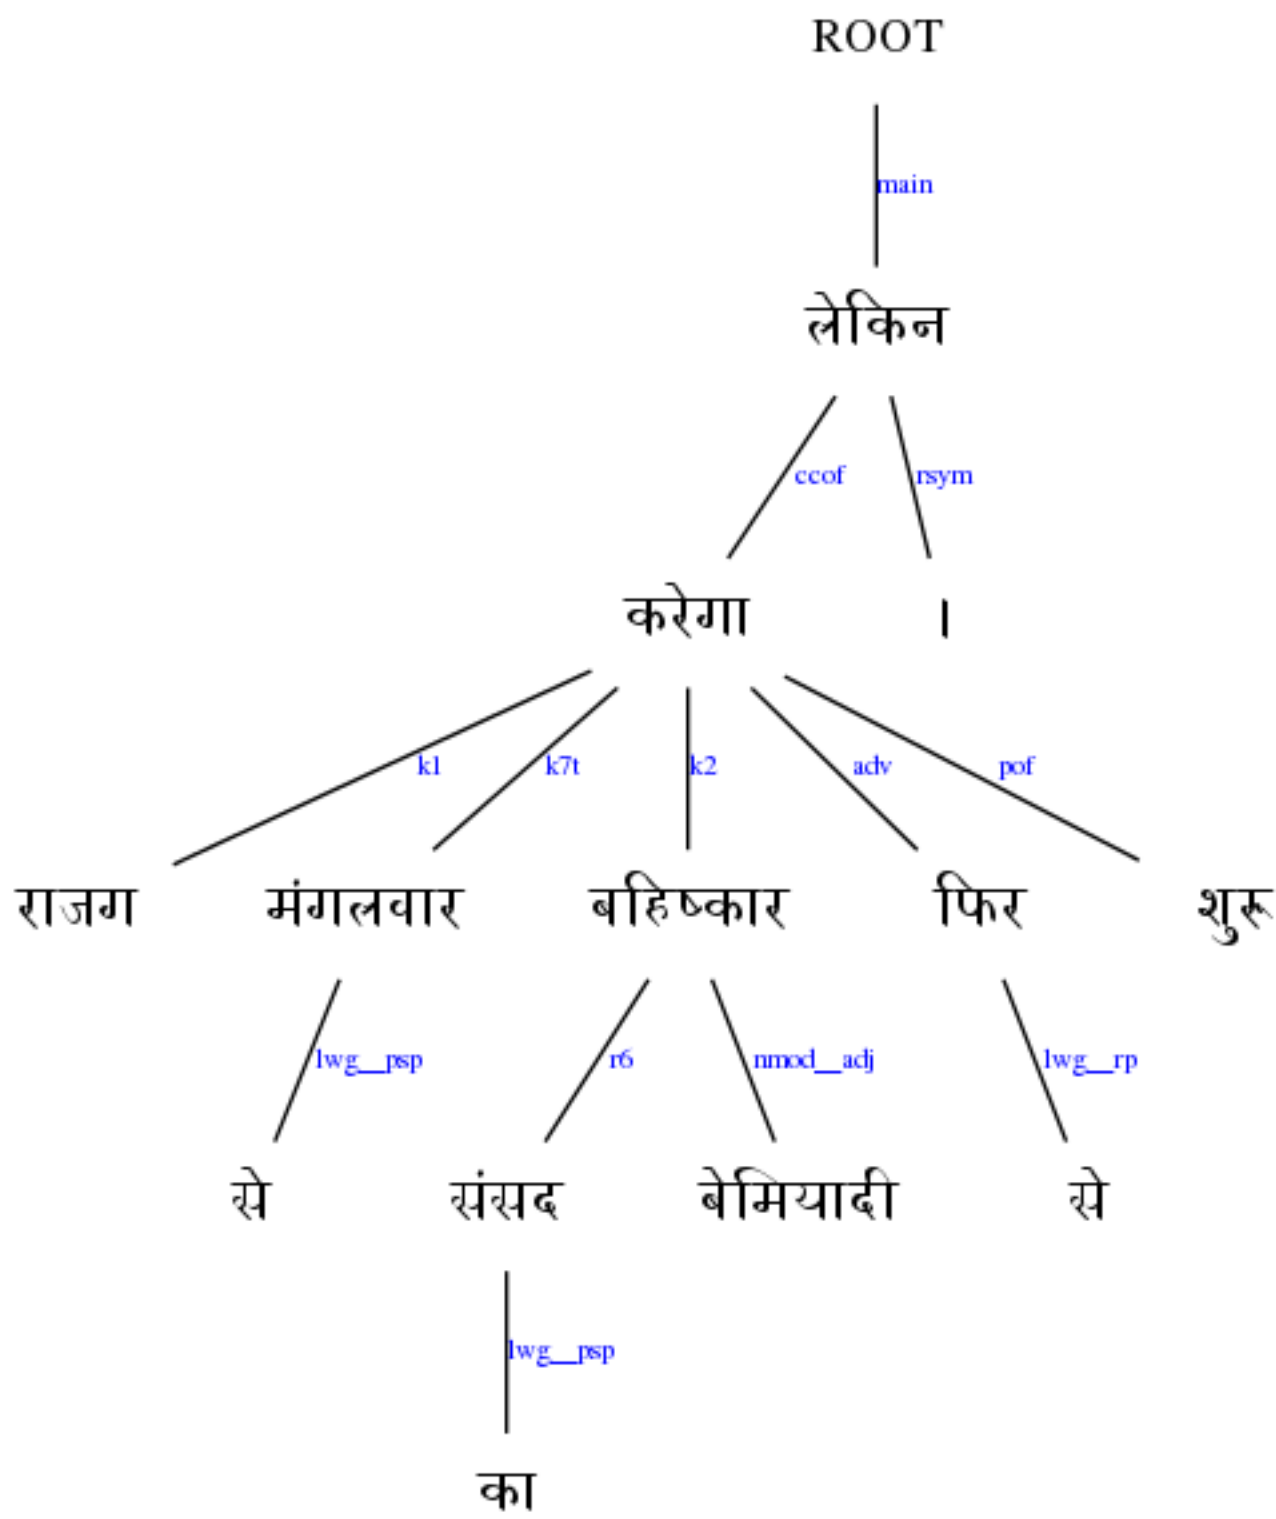 ROOT
main
लेकिन
ccof rsym
करेगा ।
k1 k7t k2 adv pof
राजग मंगलवार बहिष्कार फिर शुरू
lwg__psp r6 nmod__adj lwg__rp
से संसद बेमियादी से
lwg__psp
का